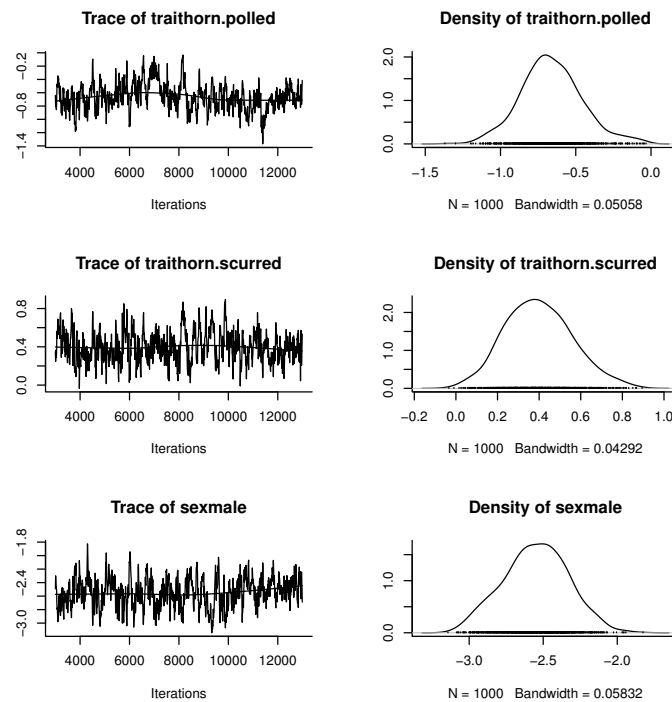 Trace of traithorn.polled
-0.2
-0.8
-1.4
4000 6000 8000 10000 12000
Iterations
Density of traithorn.polled
2.0
1.0
0.0
-1.5 -1.0 -0.5 0.0
N = 1000 Bandwidth = 0.05058
Trace of traithorn.scurred
0.8
0.4
0.0
4000 6000 8000 10000 12000
Iterations
Density of traithorn.scurred
2.0
1.0
0.0
-0.2 0.0 0.2 0.4 0.6 0.8 1.0
N = 1000 Bandwidth = 0.04292
Trace of sexmale
-1.8
-2.4
-3.0
4000 6000 8000 10000 12000
Iterations
Density of sexmale
1.0
0.0
-3.0 -2.5 -2.0
N = 1000 Bandwidth = 0.05832